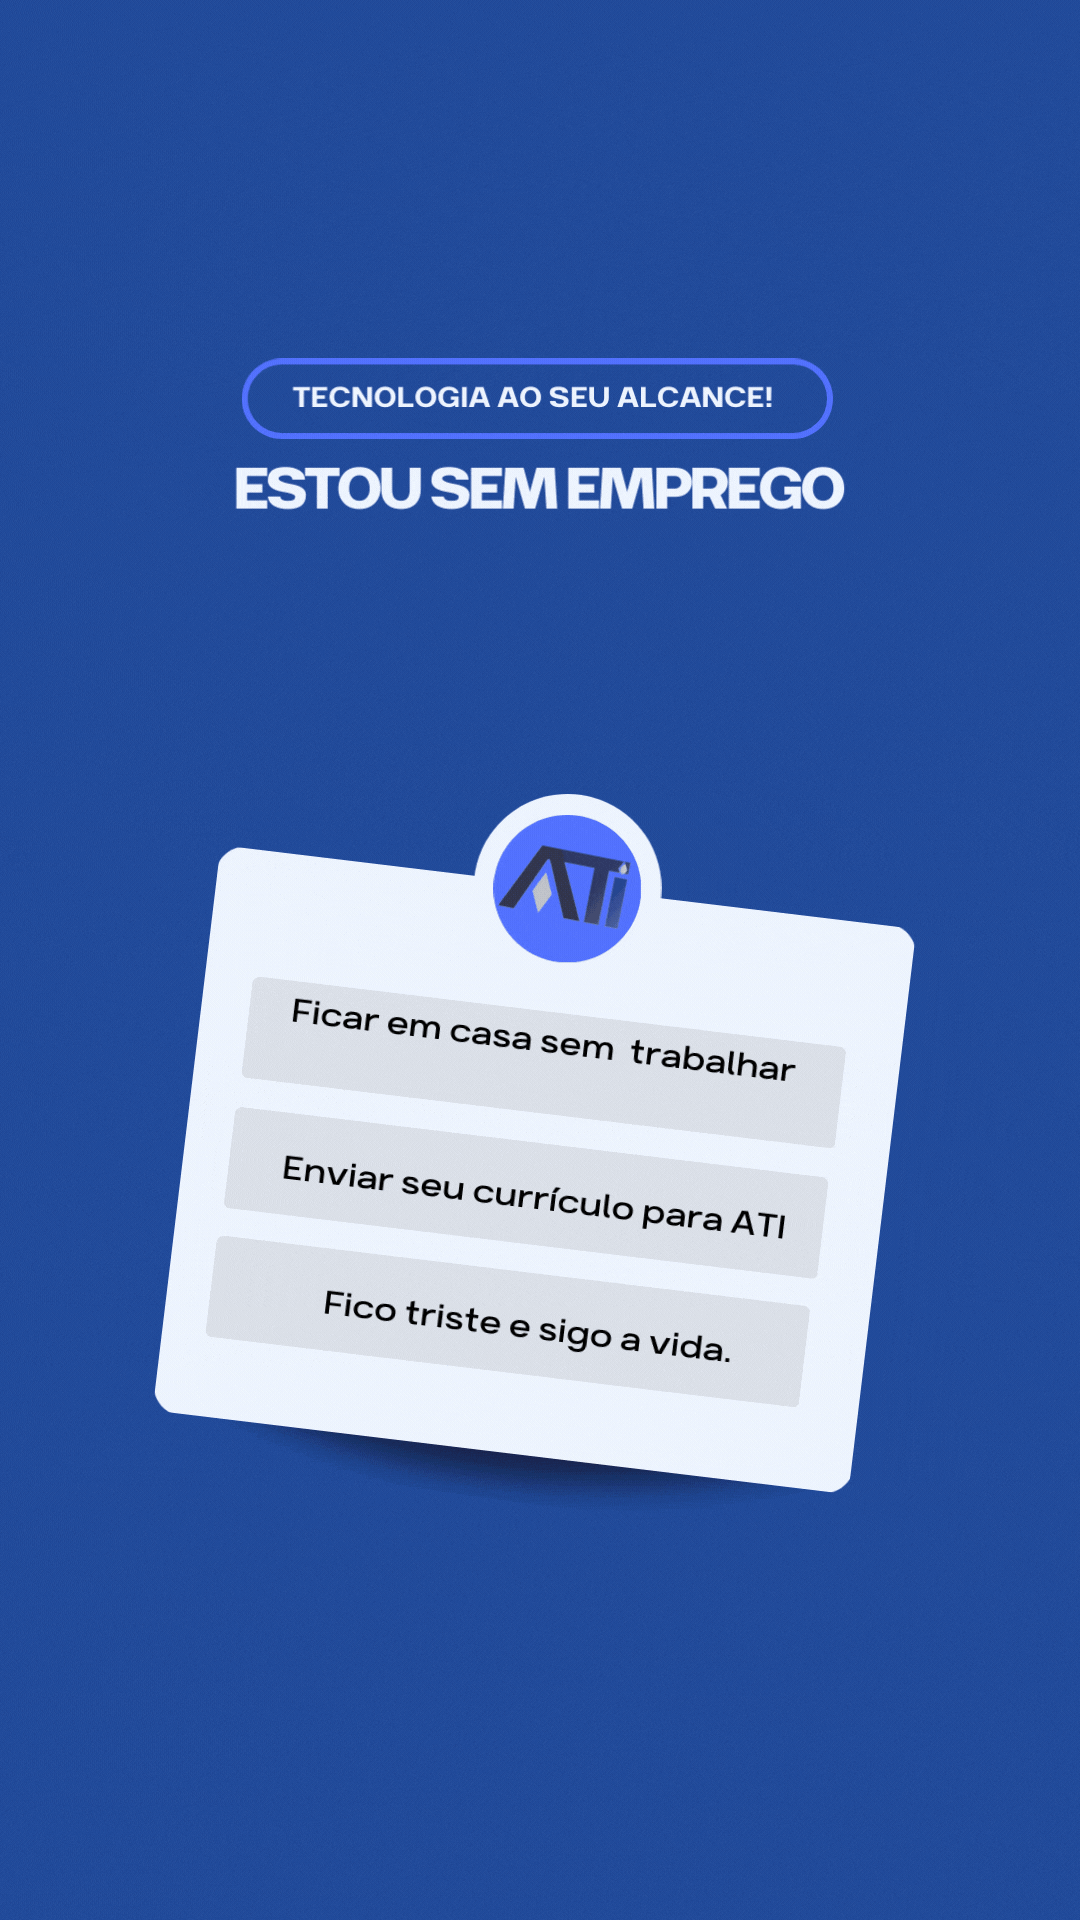 TECNOLOGIA AO SEU ALCANCE!
ESTOU SEM EMPREGO
ATi
Ficar em casa sem trabalhar
Enviar seu currículo para ATI
Fico triste e sigo a vida.